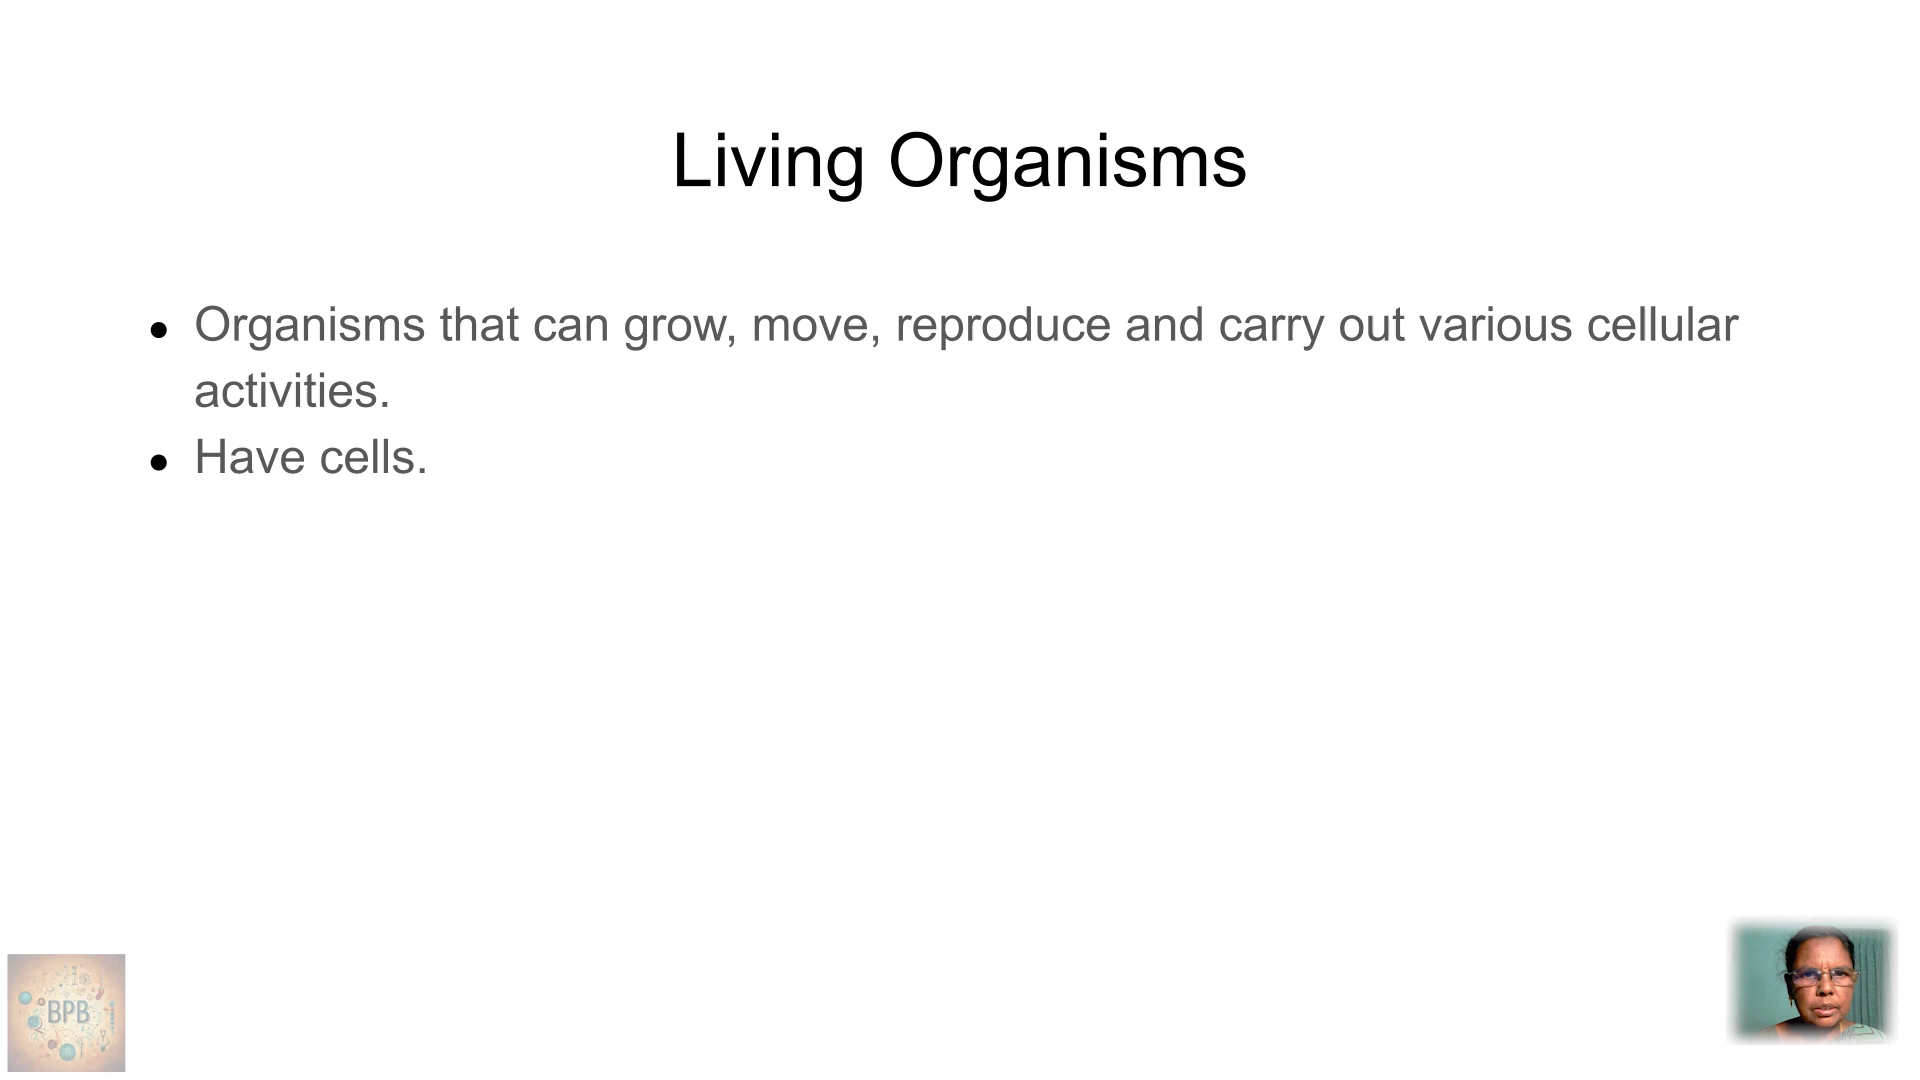 Living Organisms
● Organisms that can grow, move, reproduce and carry out various cellular
activities.
● Have cells.
BPB